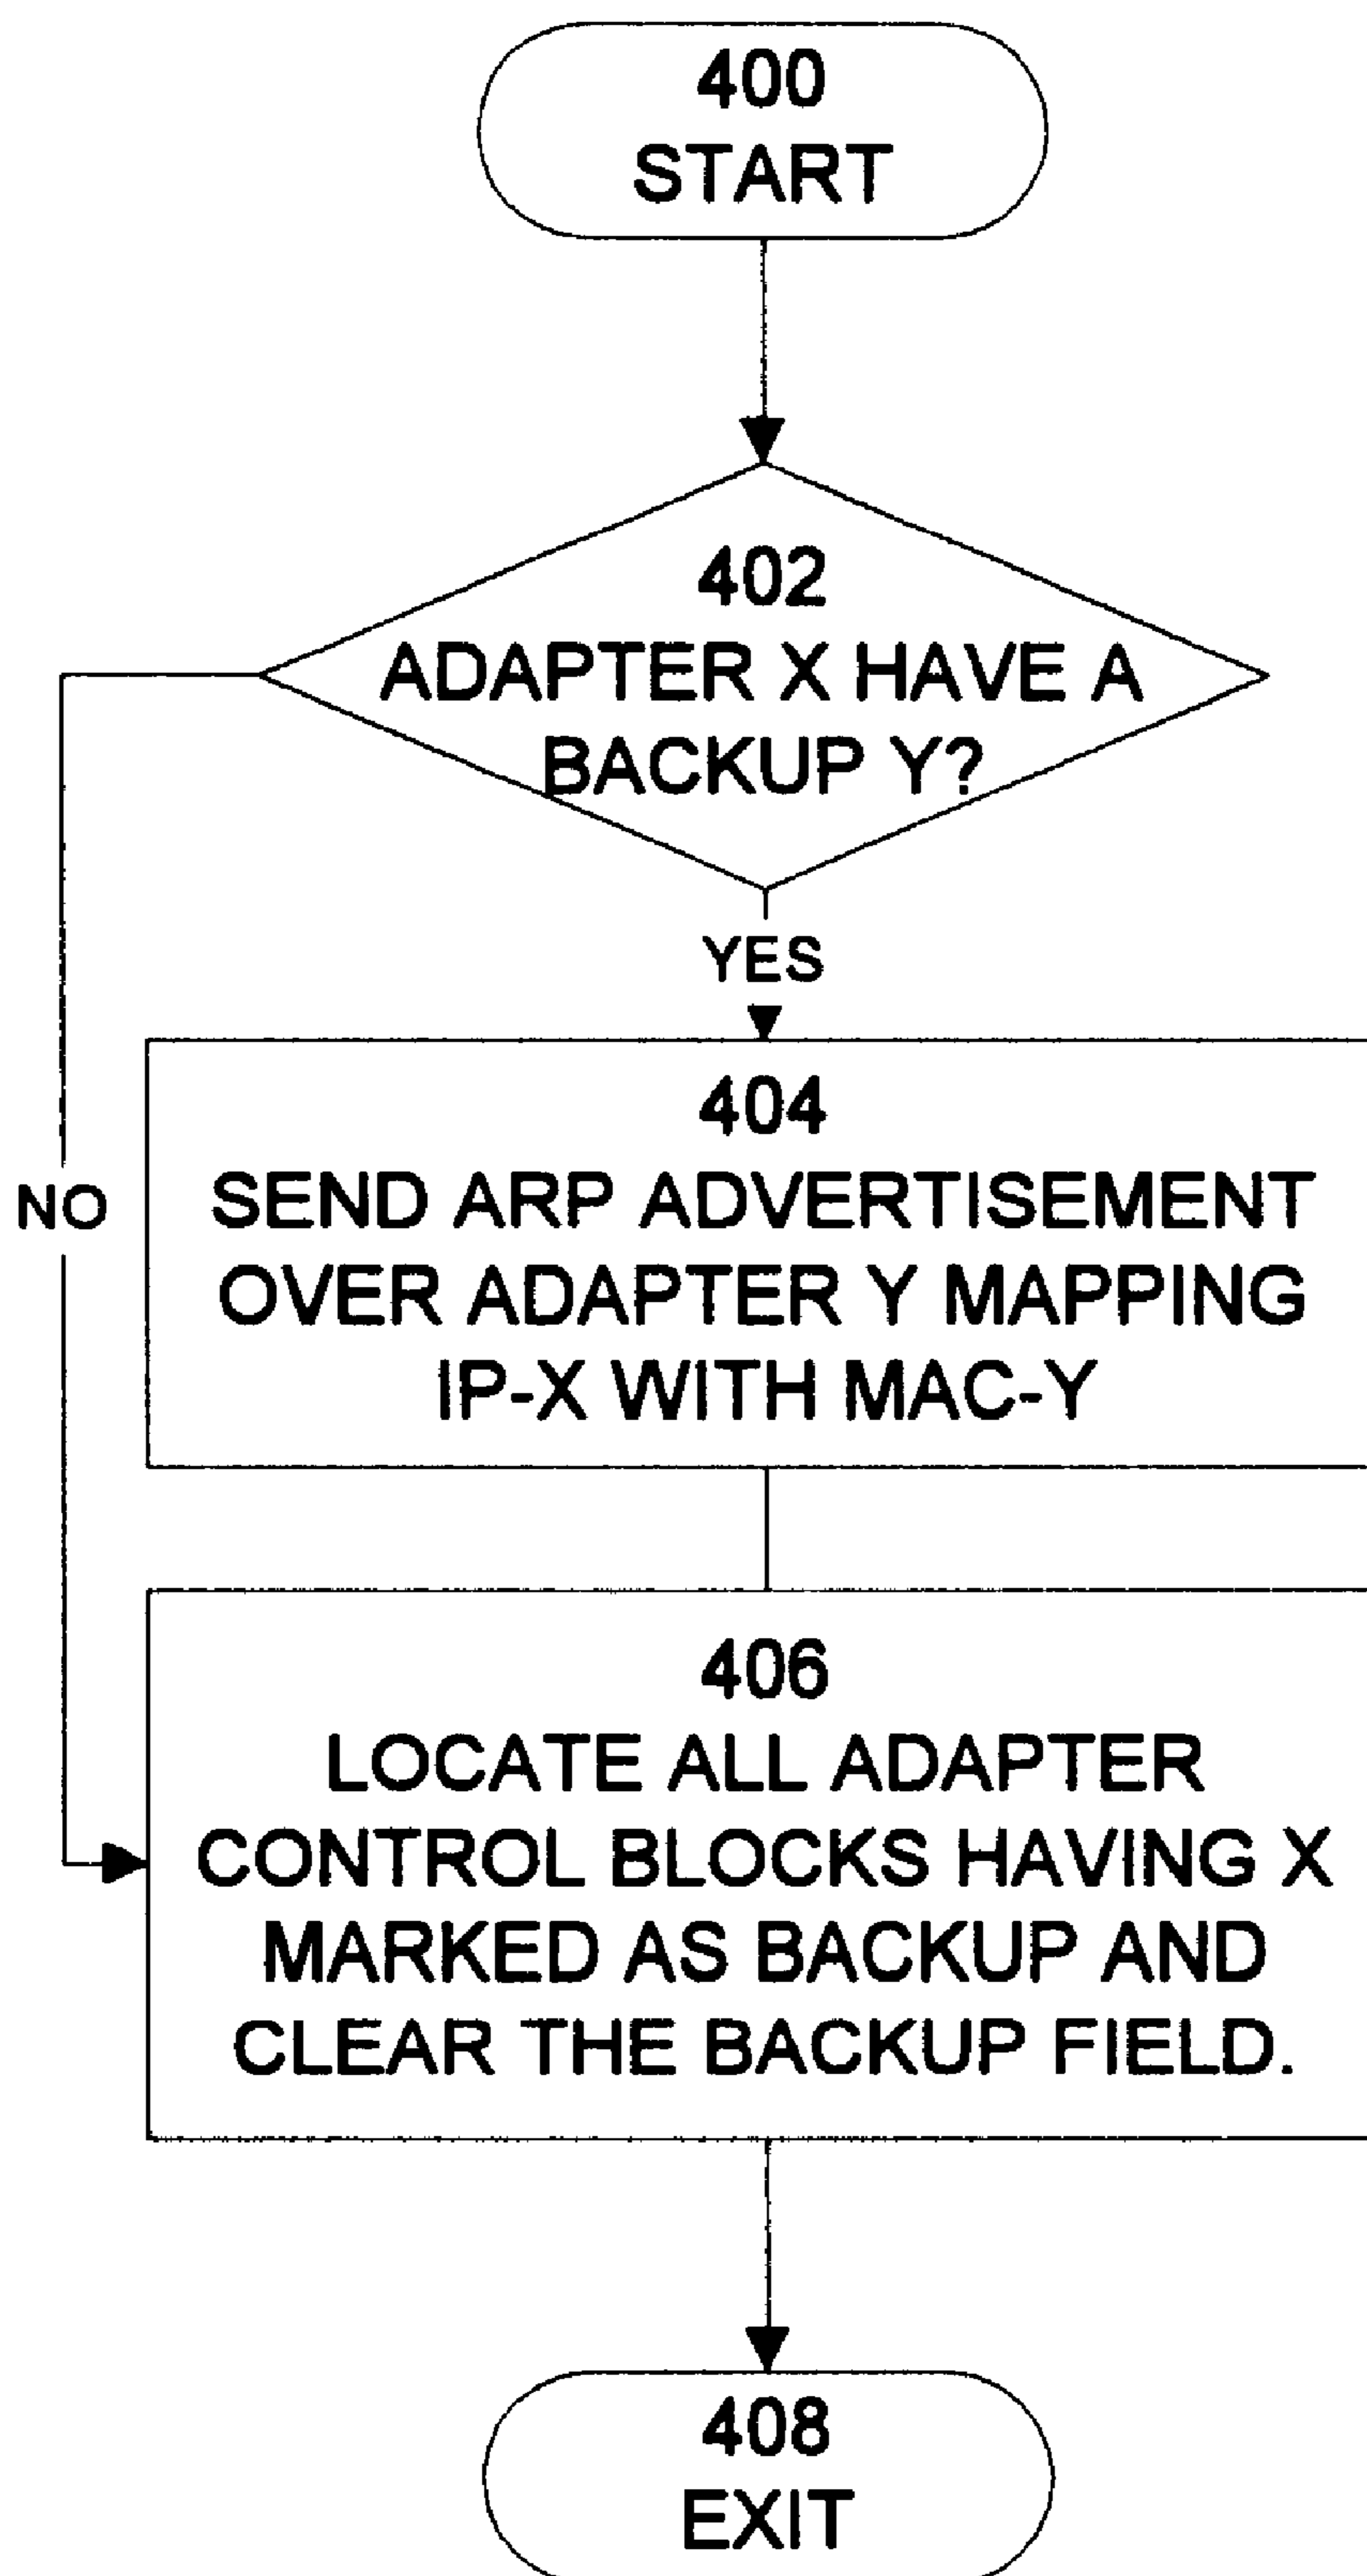 400
START
402
ADAPTER X HAVE A
BACKUP Y?
YES
404
SEND ARP ADVERTISEMENT
OVER ADAPTER Y MAPPING
IP-X WITH MAC-Y
NO
406
LOCATE ALL ADAPTER
CONTROL BLOCKS HAVING X
MARKED AS BACKUP AND
CLEAR THE BACKUP FIELD.
408
EXIT